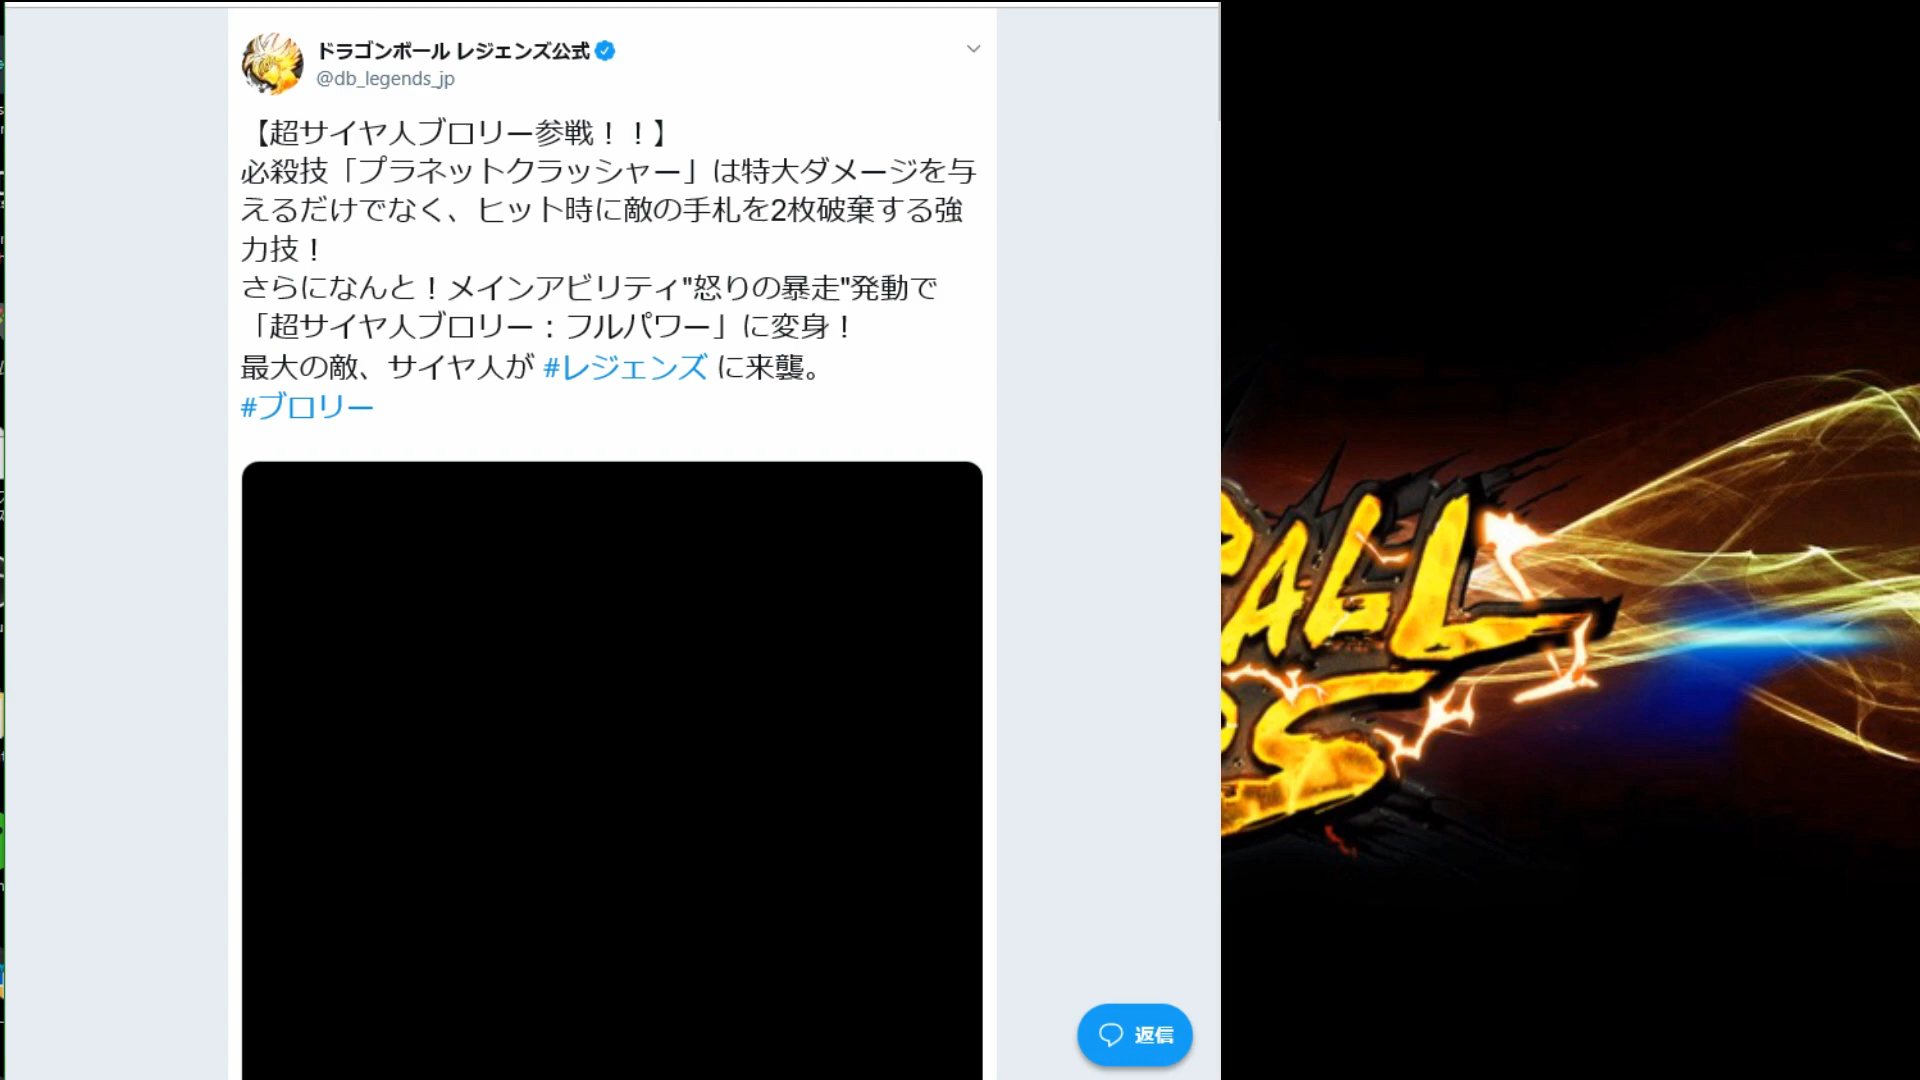 ドラゴンボール レジェンズ公式
@db_legends_jp
【超サイヤ人ブロリー参戦！！】
必殺技「プラネットクラッシャー」は特大ダメージを与
えるだけでなく、ヒット時に敵の手札を2枚破棄する強
力技！
さらになんと！メインアビリティ"怒りの暴走"発動で
「超サイヤ人ブロリー：フルパワー」に変身！
最大の敵、サイヤ人が #レジェンズ に来襲。
#ブロリー
返信